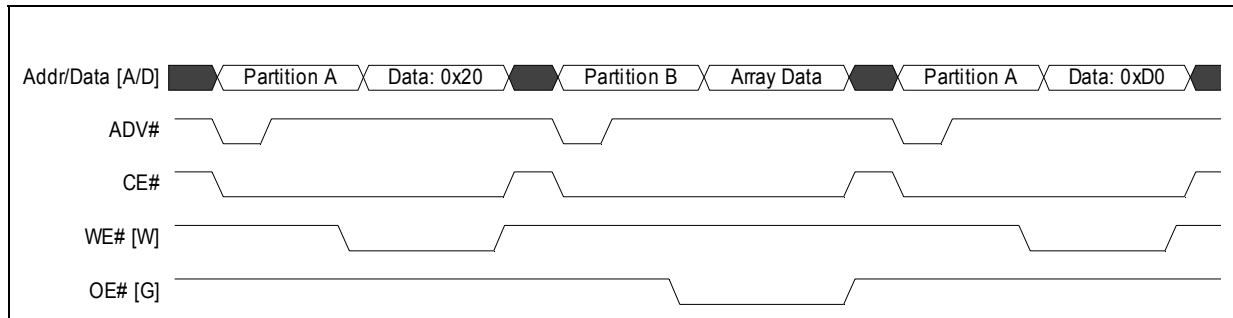 Addr/Data [A/D] Partition A Data: 0x20 Partition B Array Data Partition A Data: 0xD0
ADV#
CE#
WE# [W]
OE# [G]